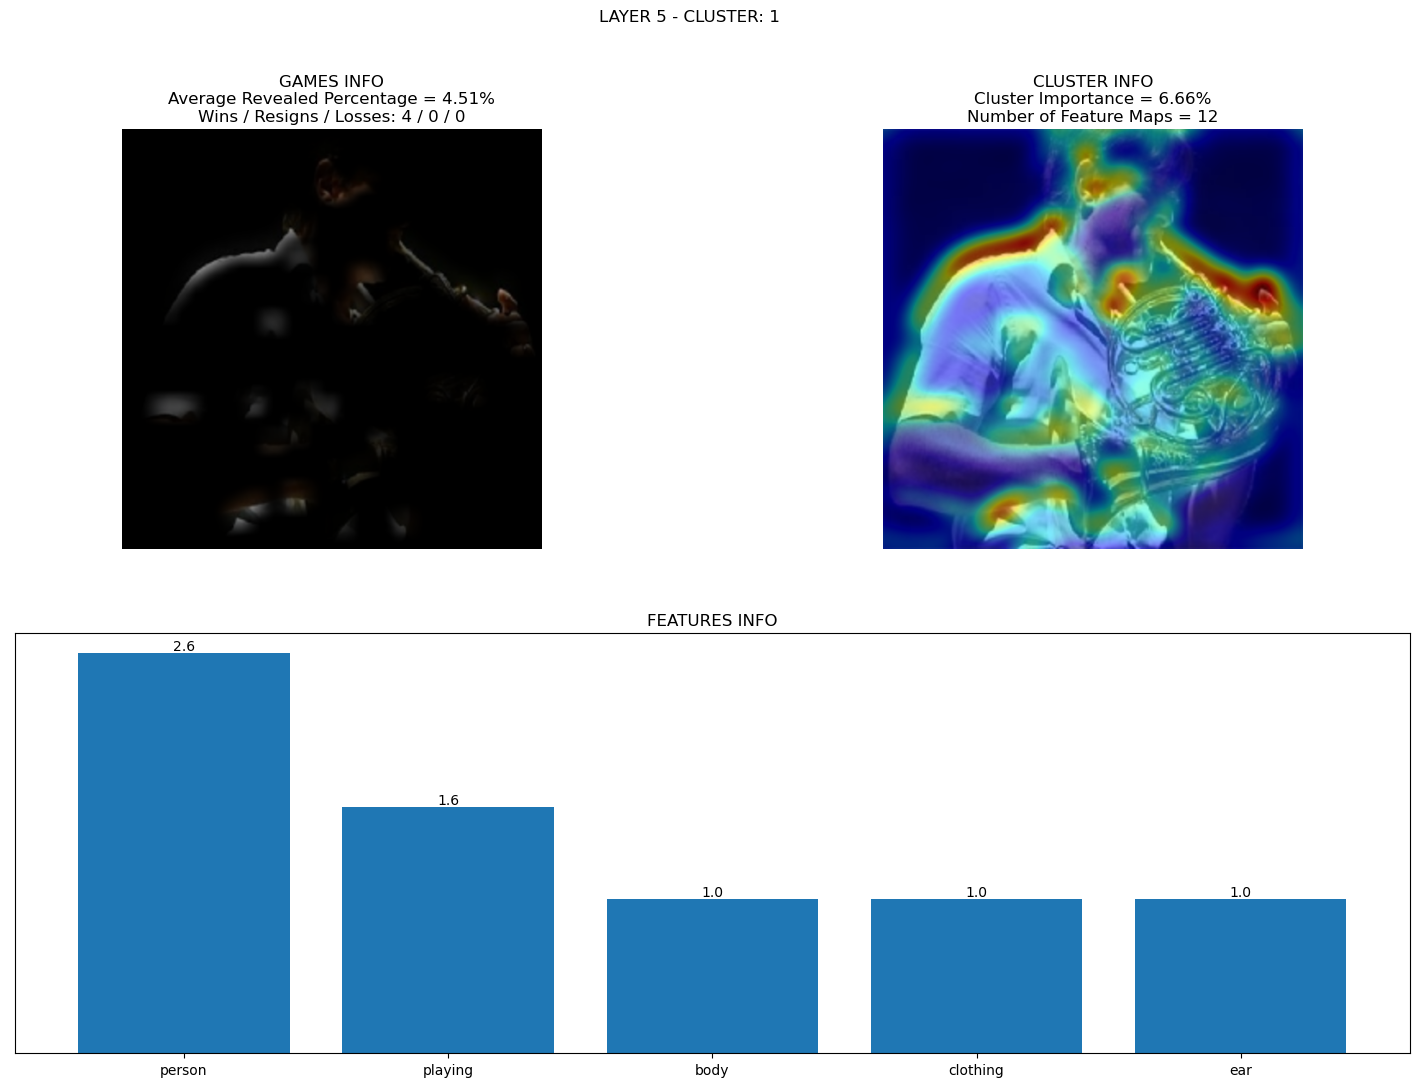 LAYER 5 - CLUSTER: 1
GAMES INFO
Average Revealed Percentage = 4.51%
Wins / Resigns / Losses: 4 / 0 / 0
CLUSTER INFO
Cluster Importance = 6.66%
Number of Feature Maps = 12
FEATURES INFO
2.6
1.6
1.0
1.0
1.0
person
playing
body
clothing
ear